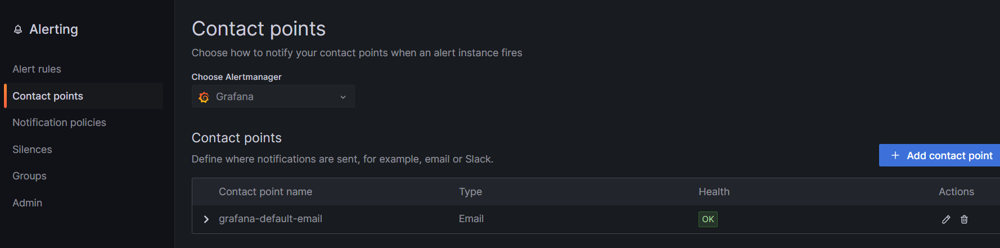 Alerting
Alert rules
Contact points
Notification policies
Silences
Groups
Admin
Contact points
Choose how to notify your contact points when an alert instance fires
Choose Alertmanager
Grafana
Contact points
Define where notifications are sent, for example, email or Slack.
+ Add contact point
Contact point name Type Health Actions
grafana-default-email Email OK